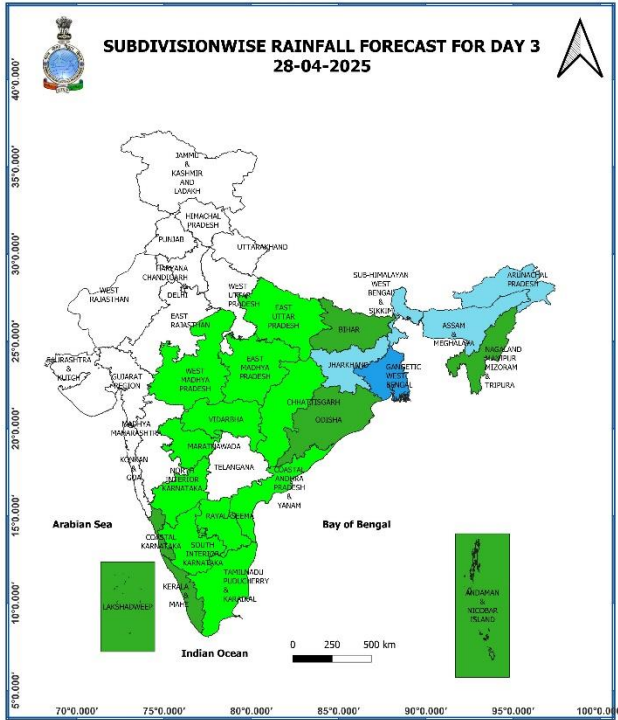 SUBDIVISIONWISE RAINFALL FORECAST FOR DAY 3
28-04-2025
40°0.000'
35°0.000'
30°0.000'
25°0.000'
20°0.000'
15°0.000'
10°0.000'
5°0.000'
JAMMU
&
KASHMIR
AND
LADAKH
HIMACHAL
PRADESH
PUNJAB
UTTARAKHAND
HARYANA
CHANDIGARH
&
DELHI
WEST
RAJASTHAN
WEST
UTTAR
PRADESH
EAST
RAJASTHAN
EAST
UTTAR
PRADESH
SUB-HIMALAYAN
WEST
BENGAL
&
SIKKIM
ARUNACHAL
PRADESH
ASSAM
&
MEGHALAYA
BIHAR
NAGALAND
MANIPUR
MIZORAM
&
TRIPURA
SAURASHTRA
&
KUTCH
GUJARAT
REGION
WEST
MADHYA
PRADESH
EAST
MADHYA
PRADESH
JHARKHAND
GANGETIC
WEST
BENGAL
CHHATTISGARH
ODISHA
VIDARBHA
MADHYA
MAHARASHTRA
MARATHWADA
KONKAN
&
GOA
TELANGANA
NORTH
INTERIOR
KARNATAKA
COASTAL
ANDHRA
PRADESH
&
YANAM
RAYALASEEMA
Arabian Sea
Bay of Bengal
COASTAL
KARNATAKA
SOUTH
INTERIOR
KARNATAKA
TAMILNADU
PUDUCHERRY
&
KARAIKAL
KERALA
&
MAHE
LAKSHADWEEP
ANDAMAN
&
NICOBAR
ISLAND
Indian Ocean
0 250 500 km
70°0.000' 75°0.000' 80°0.000' 85°0.000' 90°0.000' 95°0.000' 100°0.00